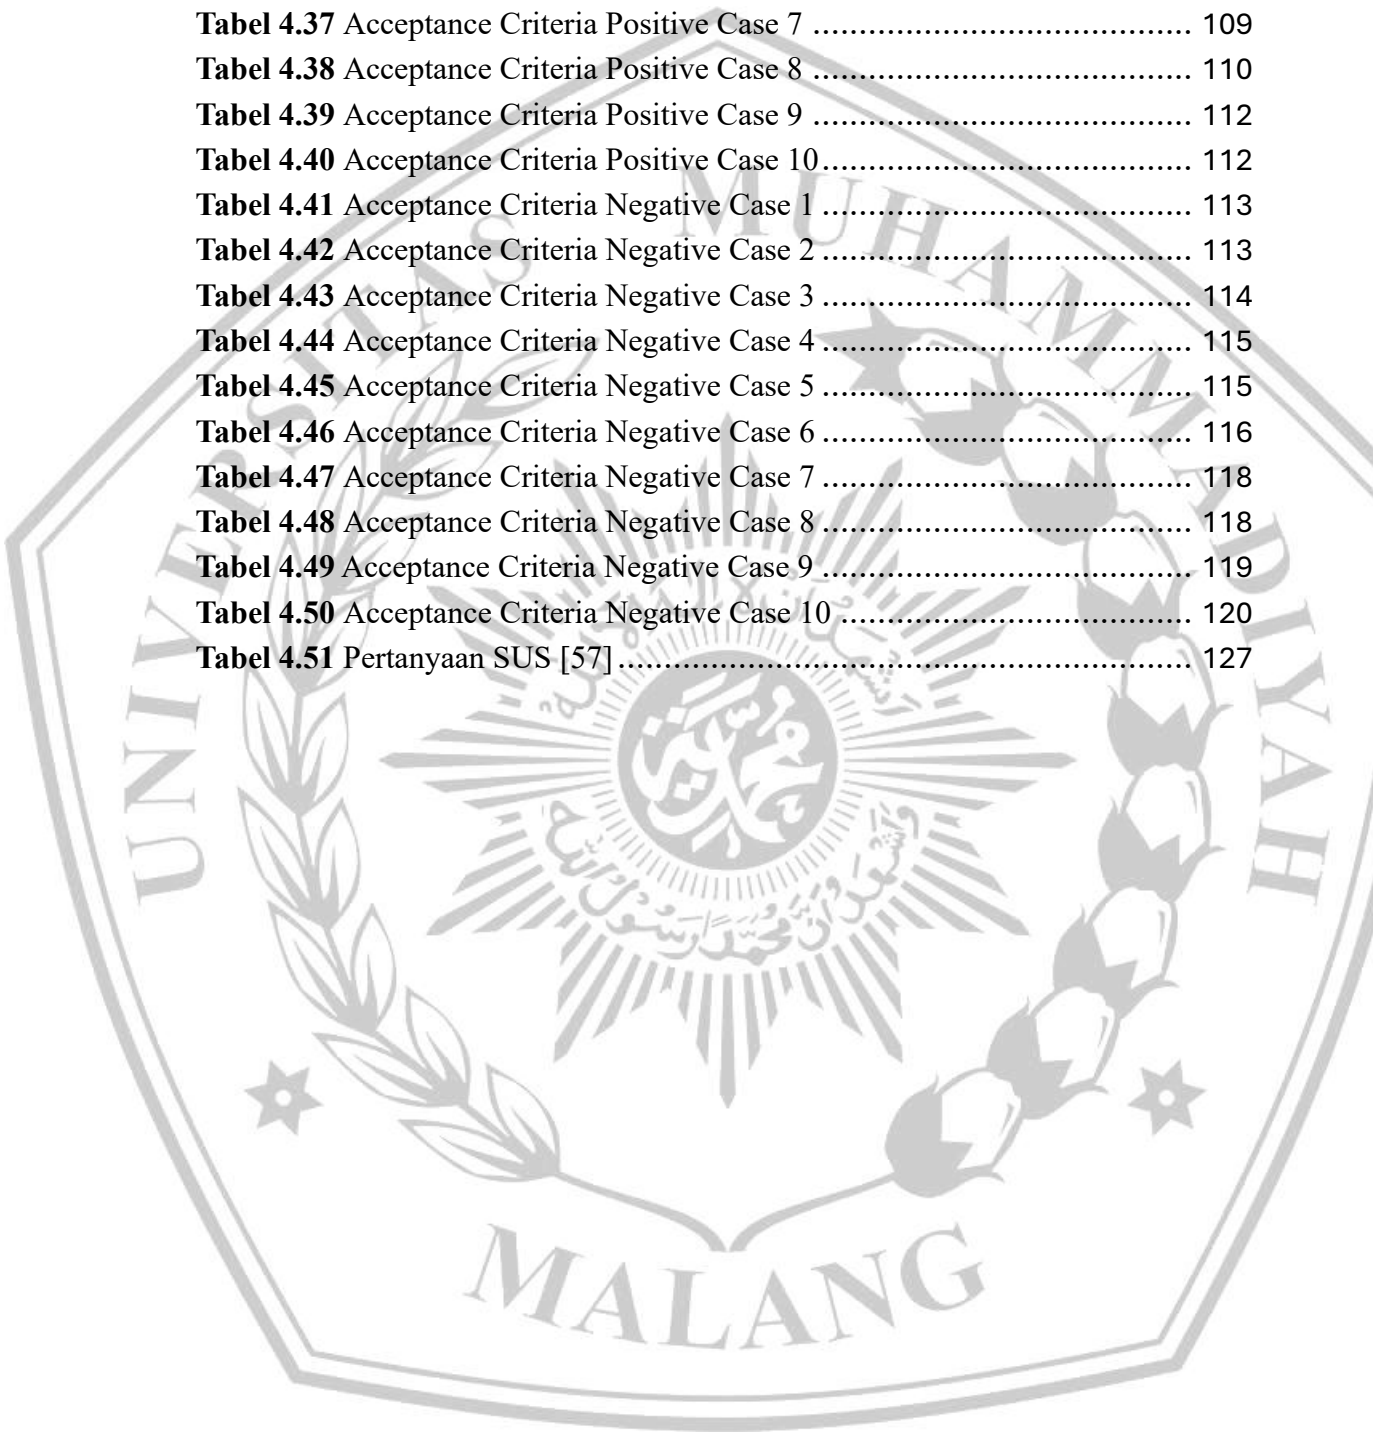 Tabel 4.37 Acceptance Criteria Positive Case 7 ........................................ 109
Tabel 4.38 Acceptance Criteria Positive Case 8 ........................................ 110
Tabel 4.39 Acceptance Criteria Positive Case 9 ........................................ 112
Tabel 4.40 Acceptance Criteria Positive Case 10 ....................................... 112
Tabel 4.41 Acceptance Criteria Negative Case 1 ....................................... 113
Tabel 4.42 Acceptance Criteria Negative Case 2 ....................................... 113
Tabel 4.43 Acceptance Criteria Negative Case 3 ....................................... 114
Tabel 4.44 Acceptance Criteria Negative Case 4 ....................................... 115
Tabel 4.45 Acceptance Criteria Negative Case 5 ....................................... 115
Tabel 4.46 Acceptance Criteria Negative Case 6 ....................................... 116
Tabel 4.47 Acceptance Criteria Negative Case 7 ....................................... 118
Tabel 4.48 Acceptance Criteria Negative Case 8 ....................................... 118
Tabel 4.49 Acceptance Criteria Negative Case 9 ....................................... 119
Tabel 4.50 Acceptance Criteria Negative Case 10 ..................................... 120
Tabel 4.51 Pertanyaan SUS [57] ............................................................. 127
UNIVERSITAS MUHAMMADIYAH
MALANG